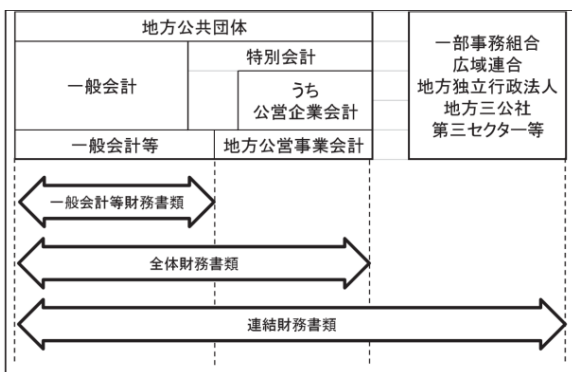 地方公共団体
一般会計
特別会計
うち
公営企業会計
一般会計等
地方公営事業会計
一部事務組合
広域連合
地方独立行政法人
地方三公社
第三セクター等
一般会計等財務書類
全体財務書類
連結財務書類